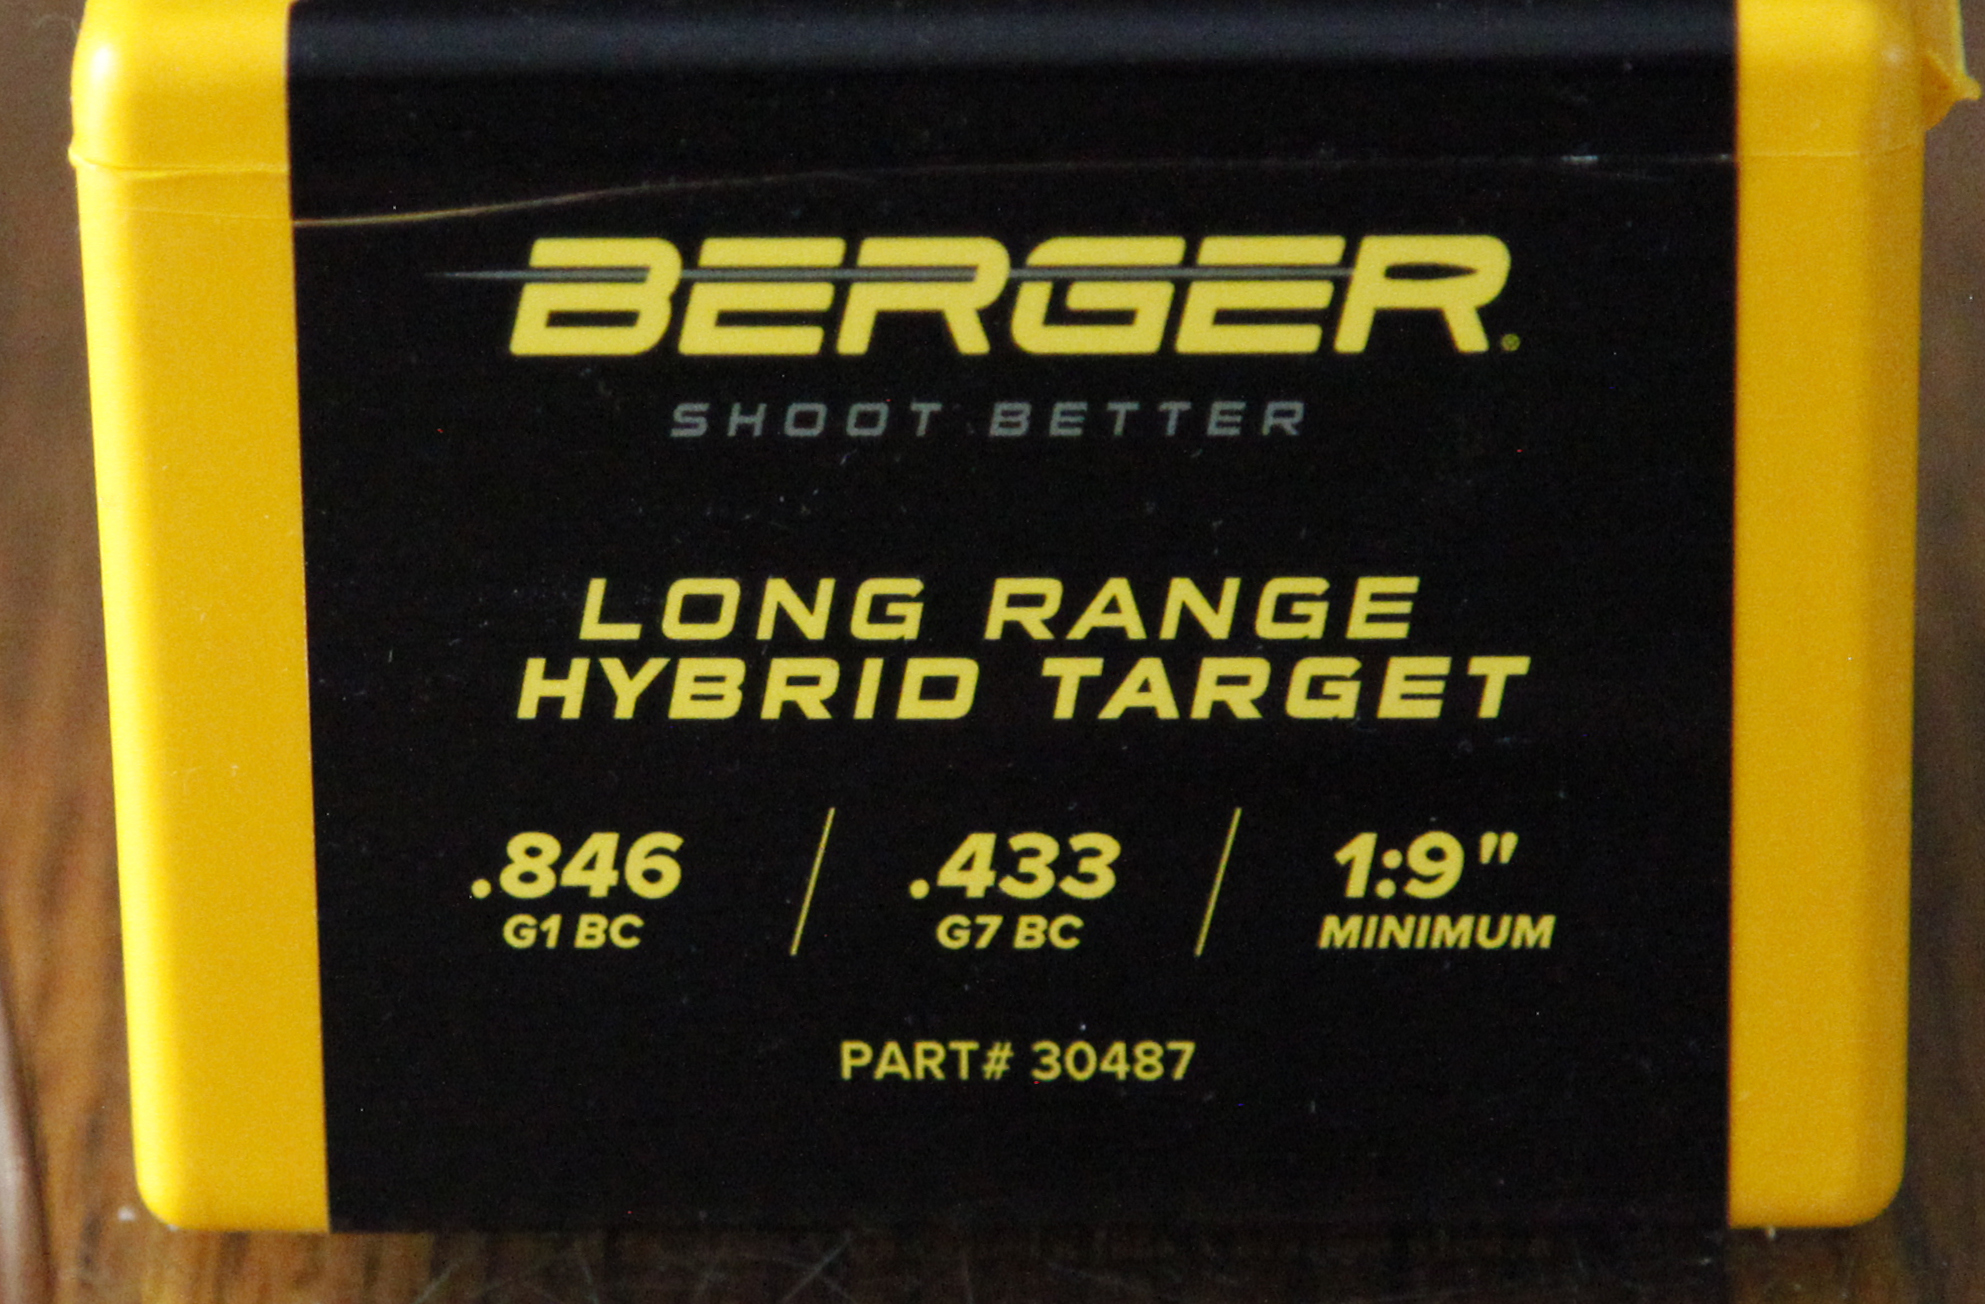 BERGER®
SHOOT BETTER
LONG RANGE
HYBRID TARGET
.846 / .433 / 1:9"
G1 BC G7 BC MINIMUM
PART# 30487